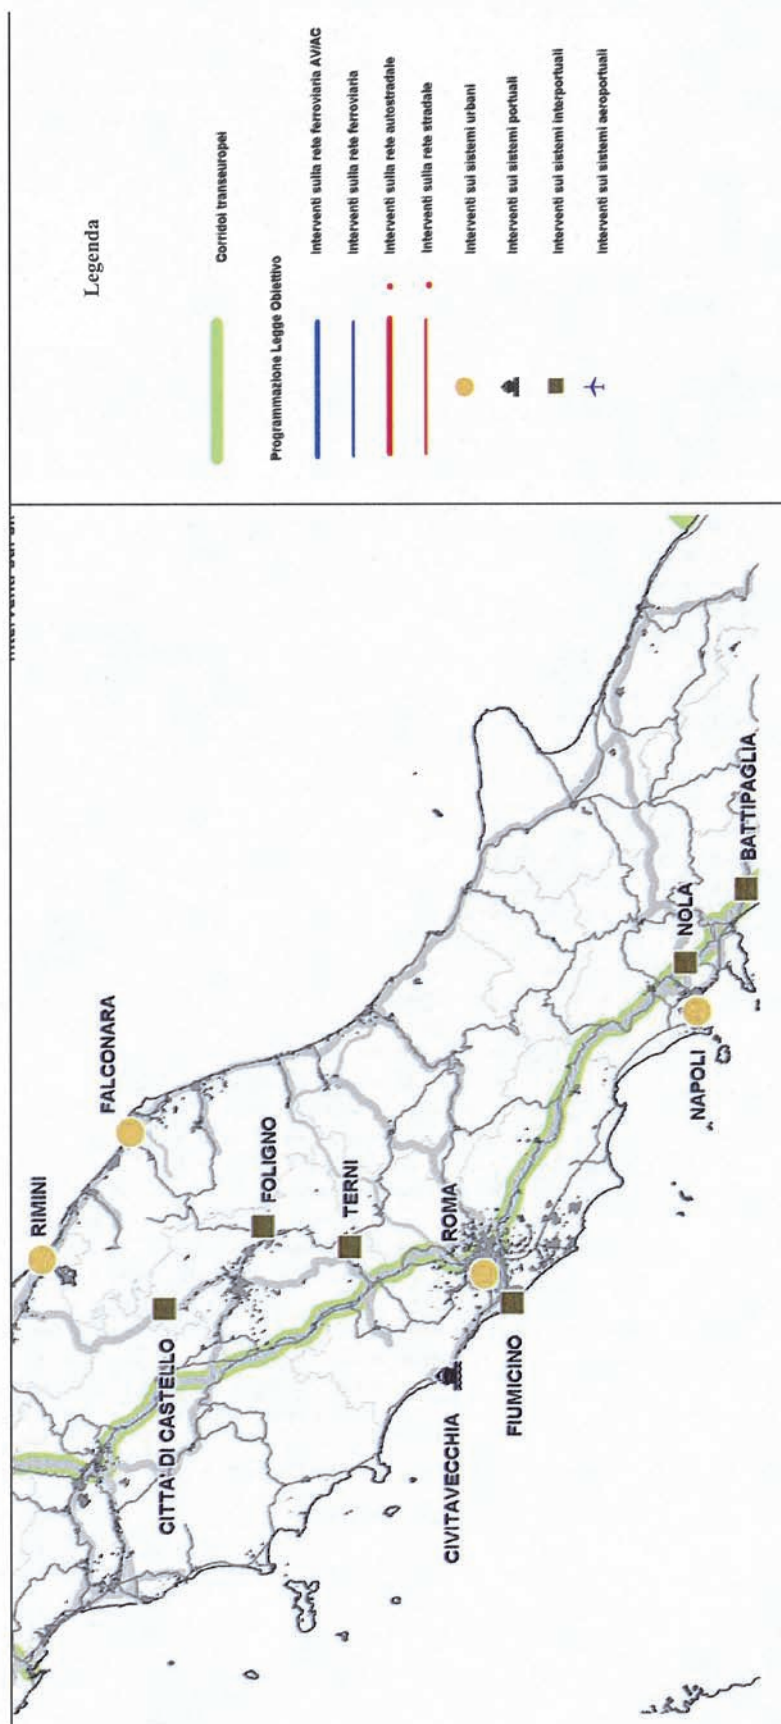 Legenda
Corridoi transeuropei
Programmazione Legge Obiettivo
Interventi sulla rete ferroviaria AV/AC
Interventi sulla rete ferroviaria
Interventi sulla rete autostradale
Interventi sulla rete stradale
Interventi sui sistemi urbani
Interventi sui sistemi portuali
Interventi sui sistemi interportuali
Interventi sui sistemi aeroportuali
RIMINI
FALCONARA
CITTA' DI CASTELLO
FOLIGNO
TERNI
ROMA
CIVITAVECCHIA
FIUMICINO
NOLA
NAPOLI
BATTIPAGLIA